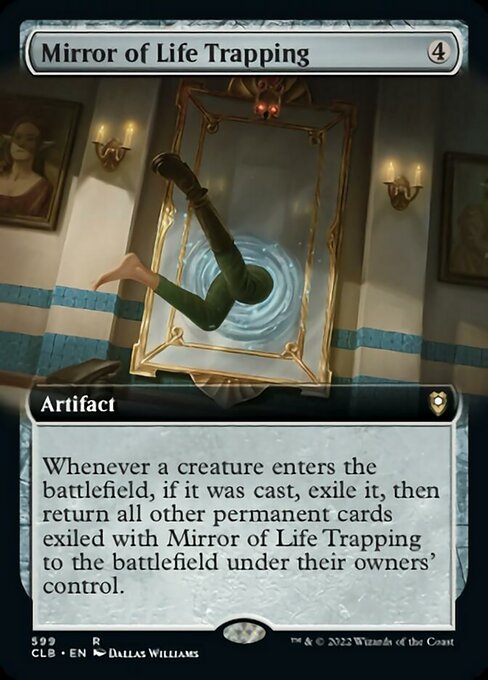 Mirror of Life Trapping 4
Artifact
Whenever a creature enters the
battlefield, if it was cast, exile it, then
return all other permanent cards
exiled with Mirror of Life Trapping
to the battlefield under their owners'
control.
599 R
CLB • EN DALLAS WILLIAMS
™ & © 2022 Wizards of the Coast